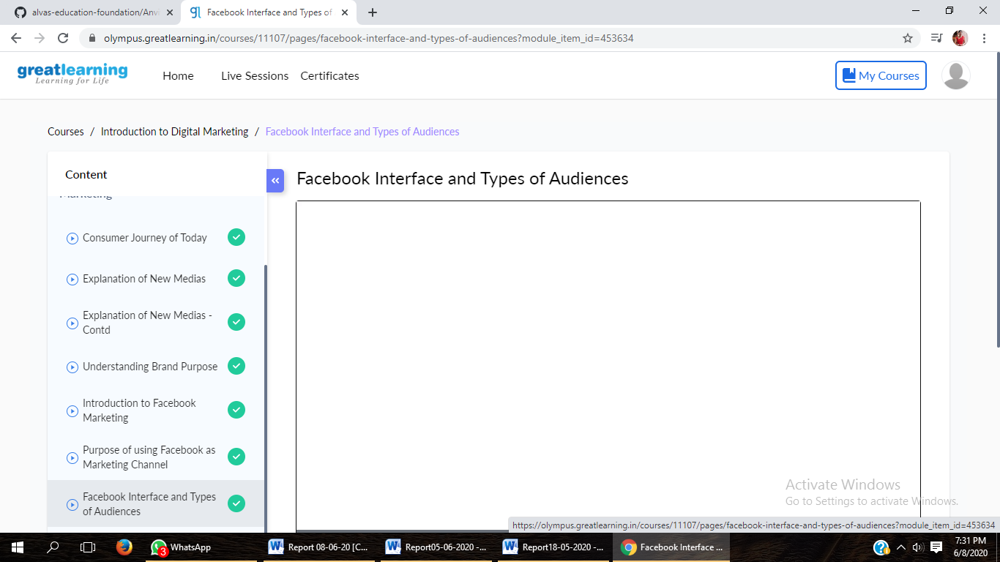 alvas-education-foundation/Anvi
Facebook Interface and Types of
olympus.greatlearning.in/courses/11107/pages/facebook-interface-and-types-of-audiences?module_item_id=453634
greatlearning
Learning for Life
Home
Live Sessions
Certificates
My Courses
Courses / Introduction to Digital Marketing / Facebook Interface and Types of Audiences
Content
Marketing
Consumer Journey of Today
Explanation of New Medias
Explanation of New Medias -
Contd
Understanding Brand Purpose
Introduction to Facebook
Marketing
Purpose of using Facebook as
Marketing Channel
Facebook Interface and Types
of Audiences
Facebook Interface and Types of Audiences
Activate Windows
Go to Settings to activate Windows.
https://olympus.greatlearning.in/courses/11107/pages/facebook-interface-and-types-of-audiences?module_item_id=453634
3
WhatsApp
Report 08-06-20 [C...
Report05-06-2020 -...
Report18-05-2020 -...
Facebook Interface ...
7:31 PM
6/8/2020